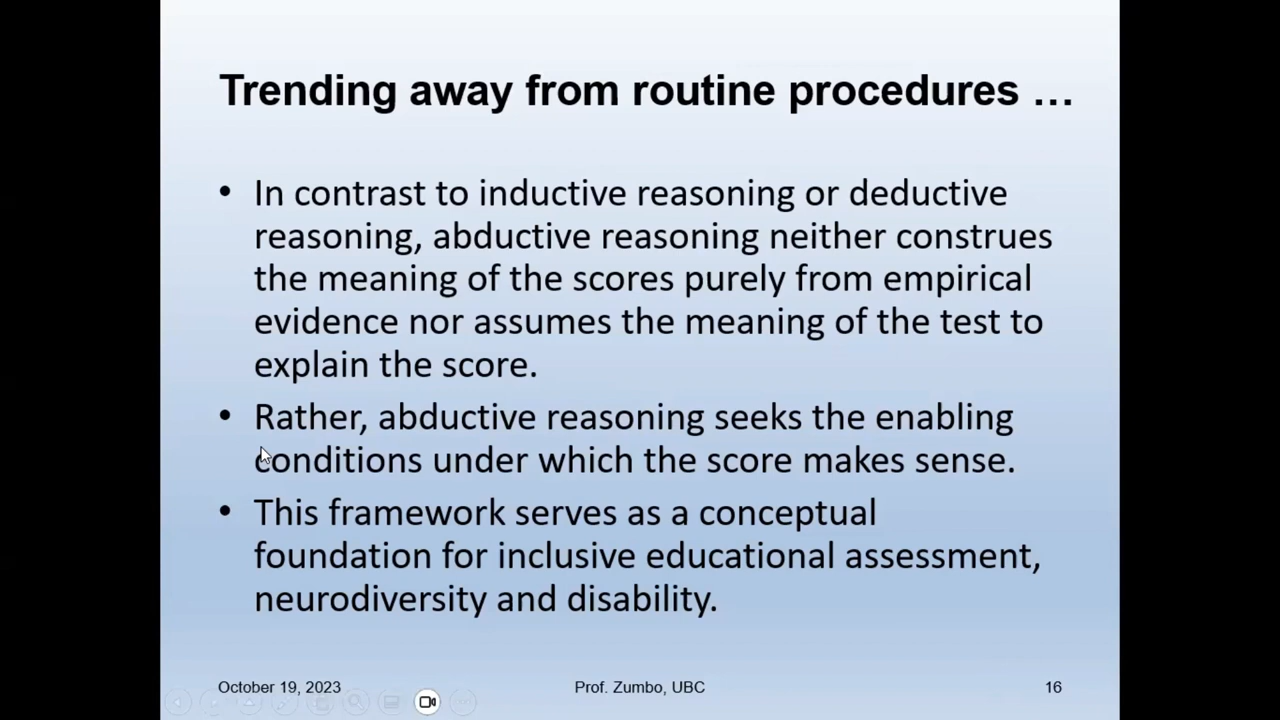 Trending away from routine procedures …
• In contrast to inductive reasoning or deductive
reasoning, abductive reasoning neither construes
the meaning of the scores purely from empirical
evidence nor assumes the meaning of the test to
explain the score.
• Rather, abductive reasoning seeks the enabling
conditions under which the score makes sense.
• This framework serves as a conceptual
foundation for inclusive educational assessment,
neurodiversity and disability.
October 19, 2023 Prof. Zumbo, UBC 16